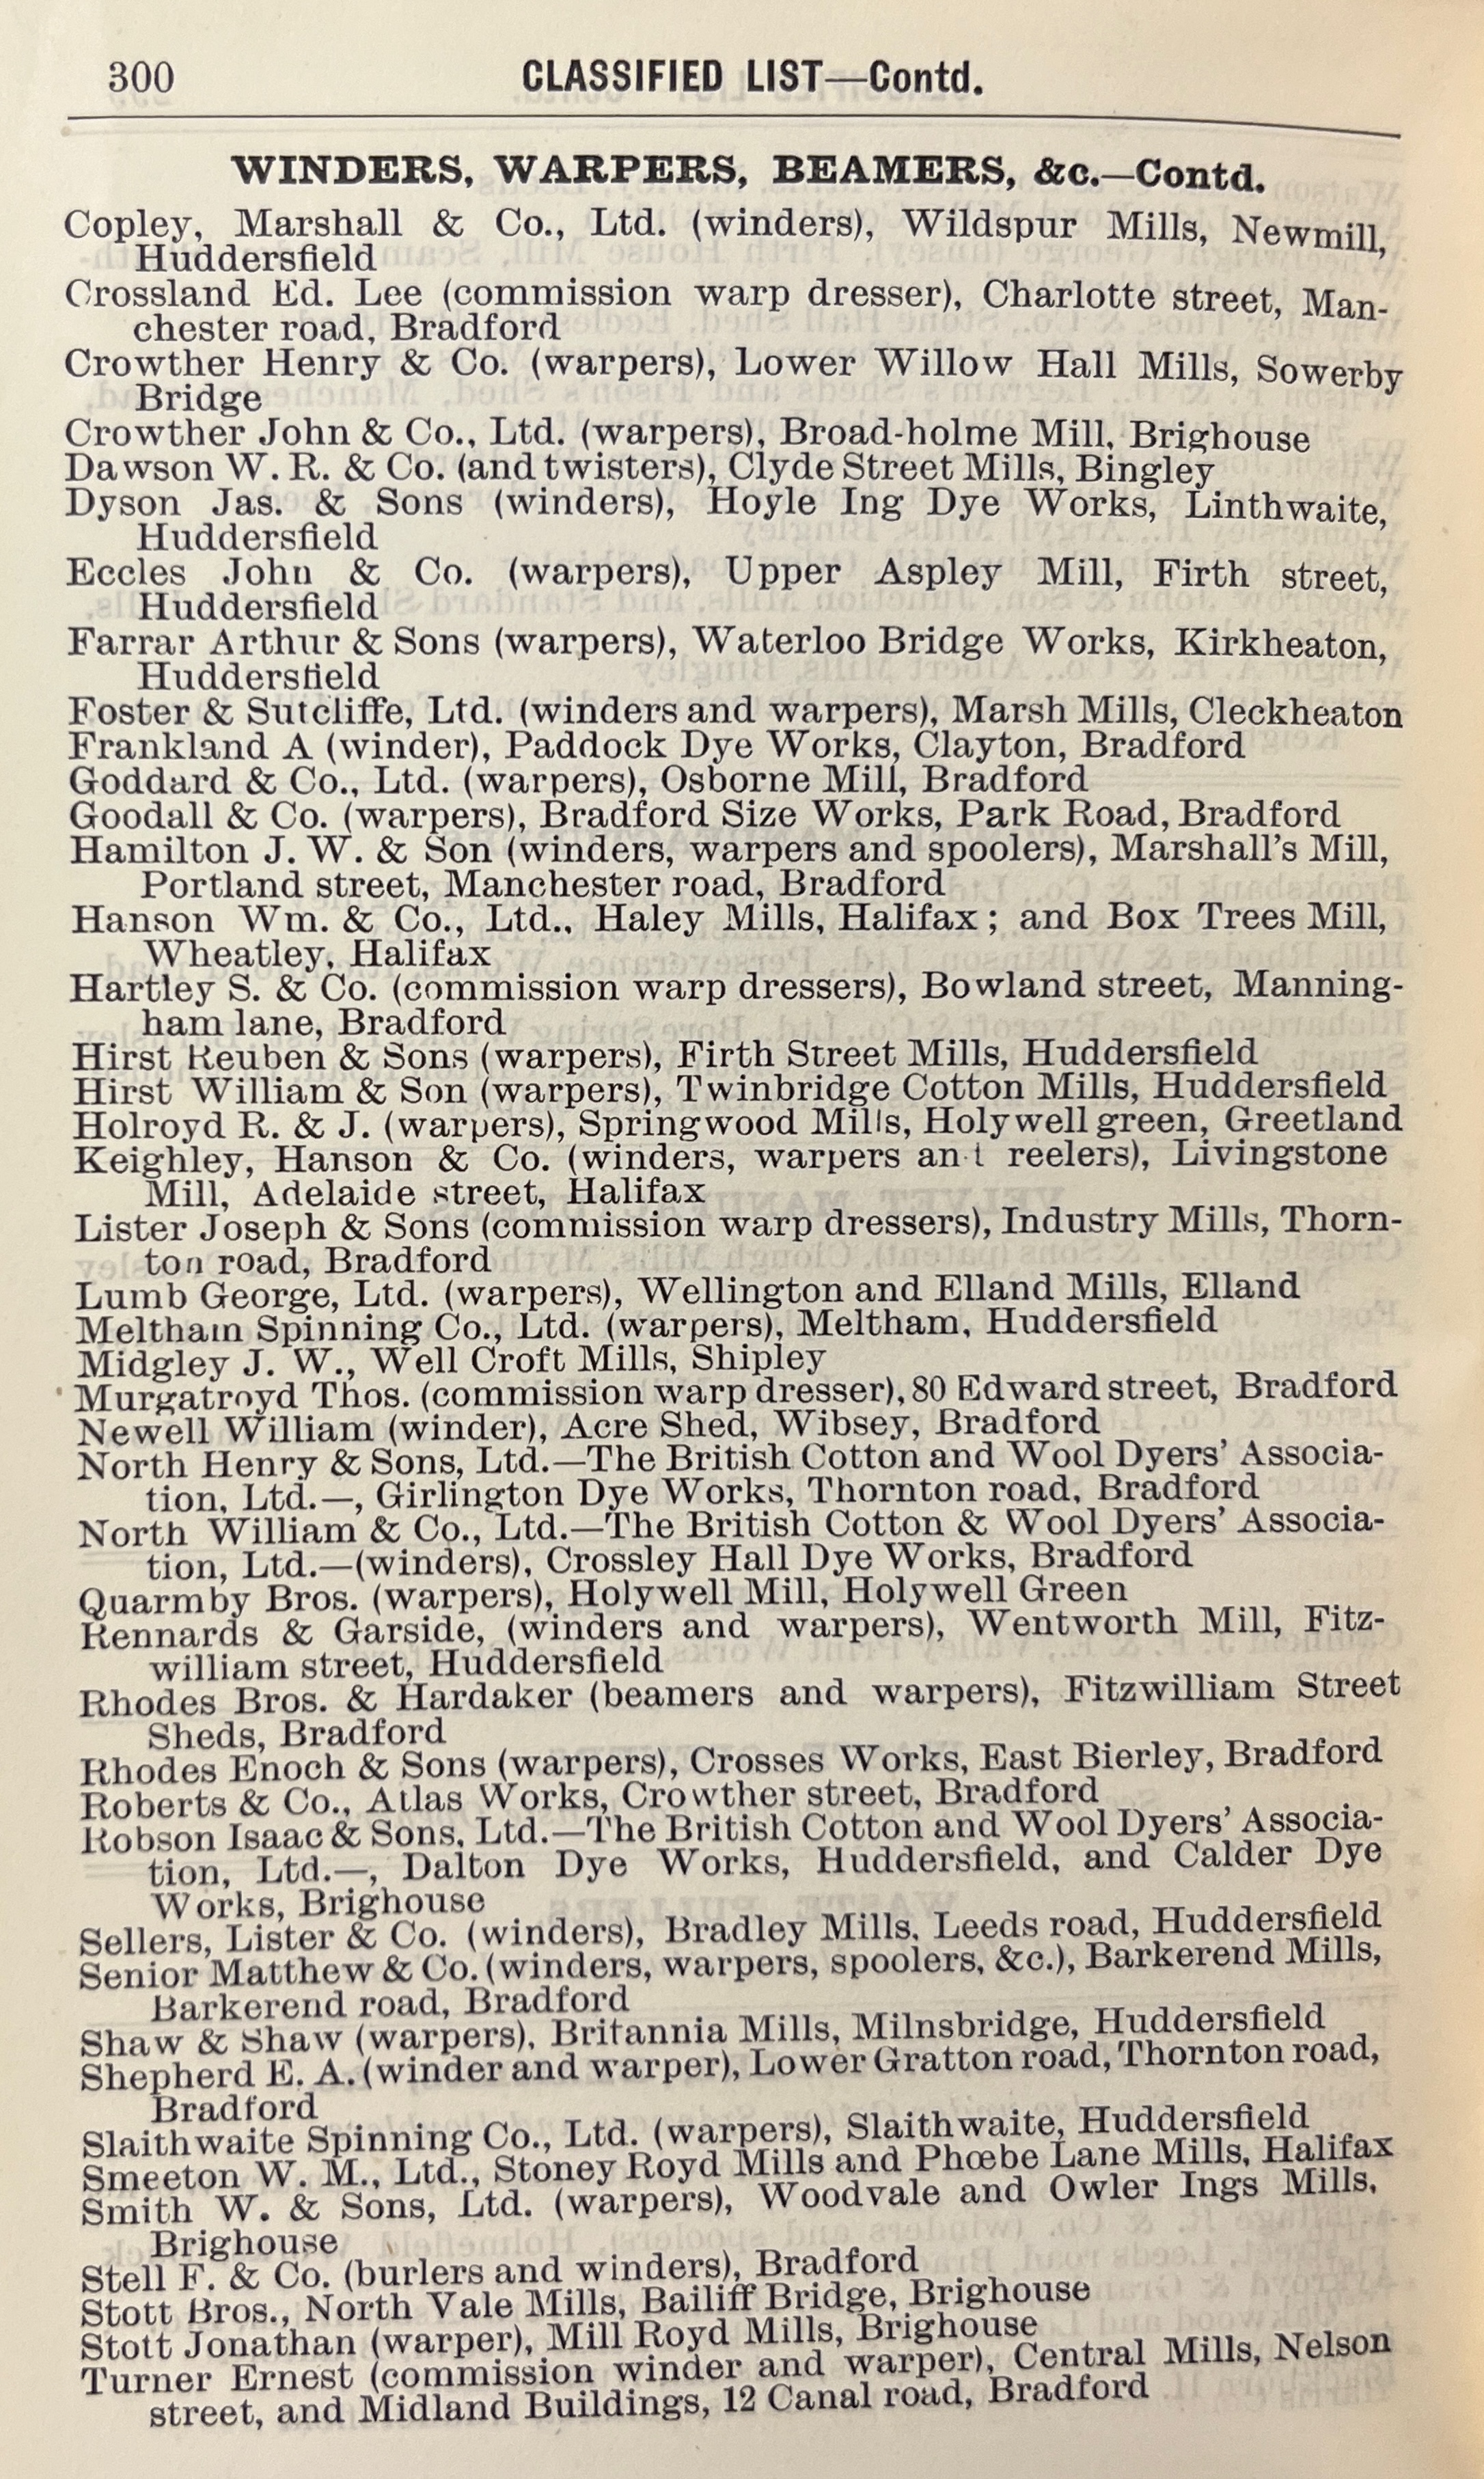 300 CLASSIFIED LIST—Contd.
WINDERS, WARPERS, BEAMERS, &c.—Contd.
Copley, Marshall & Co., Ltd. (winders), Wildspur Mills, Newmill,
Huddersfield
Crossland Ed. Lee (commission warp dresser), Charlotte street, Man-
chester road, Bradford
Crowther Henry & Co. (warpers), Lower Willow Hall Mills, Sowerby
Bridge
Crowther John & Co., Ltd. (warpers), Broad-holme Mill, Brighouse
Dawson W. R. & Co. (and twisters), Clyde Street Mills, Bingley
Dyson Jas. & Sons (winders), Hoyle Ing Dye Works, Linthwaite,
Huddersfield
Eccles John & Co. (warpers), Upper Aspley Mill, Firth street,
Huddersfield
Farrar Arthur & Sons (warpers), Waterloo Bridge Works, Kirkheaton,
Huddersfield
Foster & Sutcliffe, Ltd. (winders and warpers), Marsh Mills, Cleckheaton
Frankland A (winder), Paddock Dye Works, Clayton, Bradford
Goddard & Co., Ltd. (warpers), Osborne Mill, Bradford
Goodall & Co. (warpers), Bradford Size Works, Park Road, Bradford
Hamilton J. W. & Son (winders, warpers and spoolers), Marshall's Mill,
Portland street, Manchester road, Bradford
Hanson Wm. & Co., Ltd., Haley Mills, Halifax; and Box Trees Mill,
Wheatley, Halifax
Hartley S. & Co. (commission warp dressers), Bowland street, Manning-
ham lane, Bradford
Hirst Reuben & Sons (warpers), Firth Street Mills, Huddersfield
Hirst William & Son (warpers), Twinbridge Cotton Mills, Huddersfield
Holroyd R. & J. (warpers), Springwood Mills, Holywell green, Greetland
Keighley, Hanson & Co. (winders, warpers and reelers), Livingstone
Mill, Adelaide street, Halifax
Lister Joseph & Sons (commission warp dressers), Industry Mills, Thorn-
ton road, Bradford
Lumb George, Ltd. (warpers), Wellington and Elland Mills, Elland
Meltham Spinning Co., Ltd. (warpers), Meltham, Huddersfield
Midgley J. W., Well Croft Mills, Shipley
Murgatroyd Thos. (commission warp dresser), 80 Edward street, Bradford
Newell William (winder), Acre Shed, Wibsey, Bradford
North Henry & Sons, Ltd.—The British Cotton and Wool Dyers' Associa-
tion, Ltd.—, Girlington Dye Works, Thornton road, Bradford
North William & Co., Ltd.—The British Cotton & Wool Dyers' Associa-
tion, Ltd.—(winders), Crossley Hall Dye Works, Bradford
Quarmby Bros. (warpers), Holywell Mill, Holywell Green
Rennards & Garside, (winders and warpers), Wentworth Mill, Fitz-
william street, Huddersfield
Rhodes Bros. & Hardaker (beamers and warpers), Fitzwilliam Street
Sheds, Bradford
Rhodes Enoch & Sons (warpers), Crosses Works, East Bierley, Bradford
Roberts & Co., Atlas Works, Crowther street, Bradford
Robson Isaac & Sons, Ltd.—The British Cotton and Wool Dyers' Associa-
tion, Ltd.—, Dalton Dye Works, Huddersfield, and Calder Dye
Works, Brighouse
Sellers, Lister & Co. (winders), Bradley Mills, Leeds road, Huddersfield
Senior Matthew & Co. (winders, warpers, spoolers, &c.), Barkerend Mills,
Barkerend road, Bradford
Shaw & Shaw (warpers), Britannia Mills, Milnsbridge, Huddersfield
Shepherd E. A. (winder and warper), Lower Gratton road, Thornton road,
Bradford
Slaithwaite Spinning Co., Ltd. (warpers), Slaithwaite, Huddersfield
Smeeton W. M., Ltd., Stoney Royd Mills and Phœbe Lane Mills, Halifax
Smith W. & Sons, Ltd. (warpers), Woodvale and Owler Ings Mills,
Brighouse
Stell F. & Co. (burlers and winders), Bradford
Stott Bros., North Vale Mills, Bailiff Bridge, Brighouse
Stott Jonathan (warper), Mill Royd Mills, Brighouse
Turner Ernest (commission winder and warper), Central Mills, Nelson
street, and Midland Buildings, 12 Canal road, Bradford